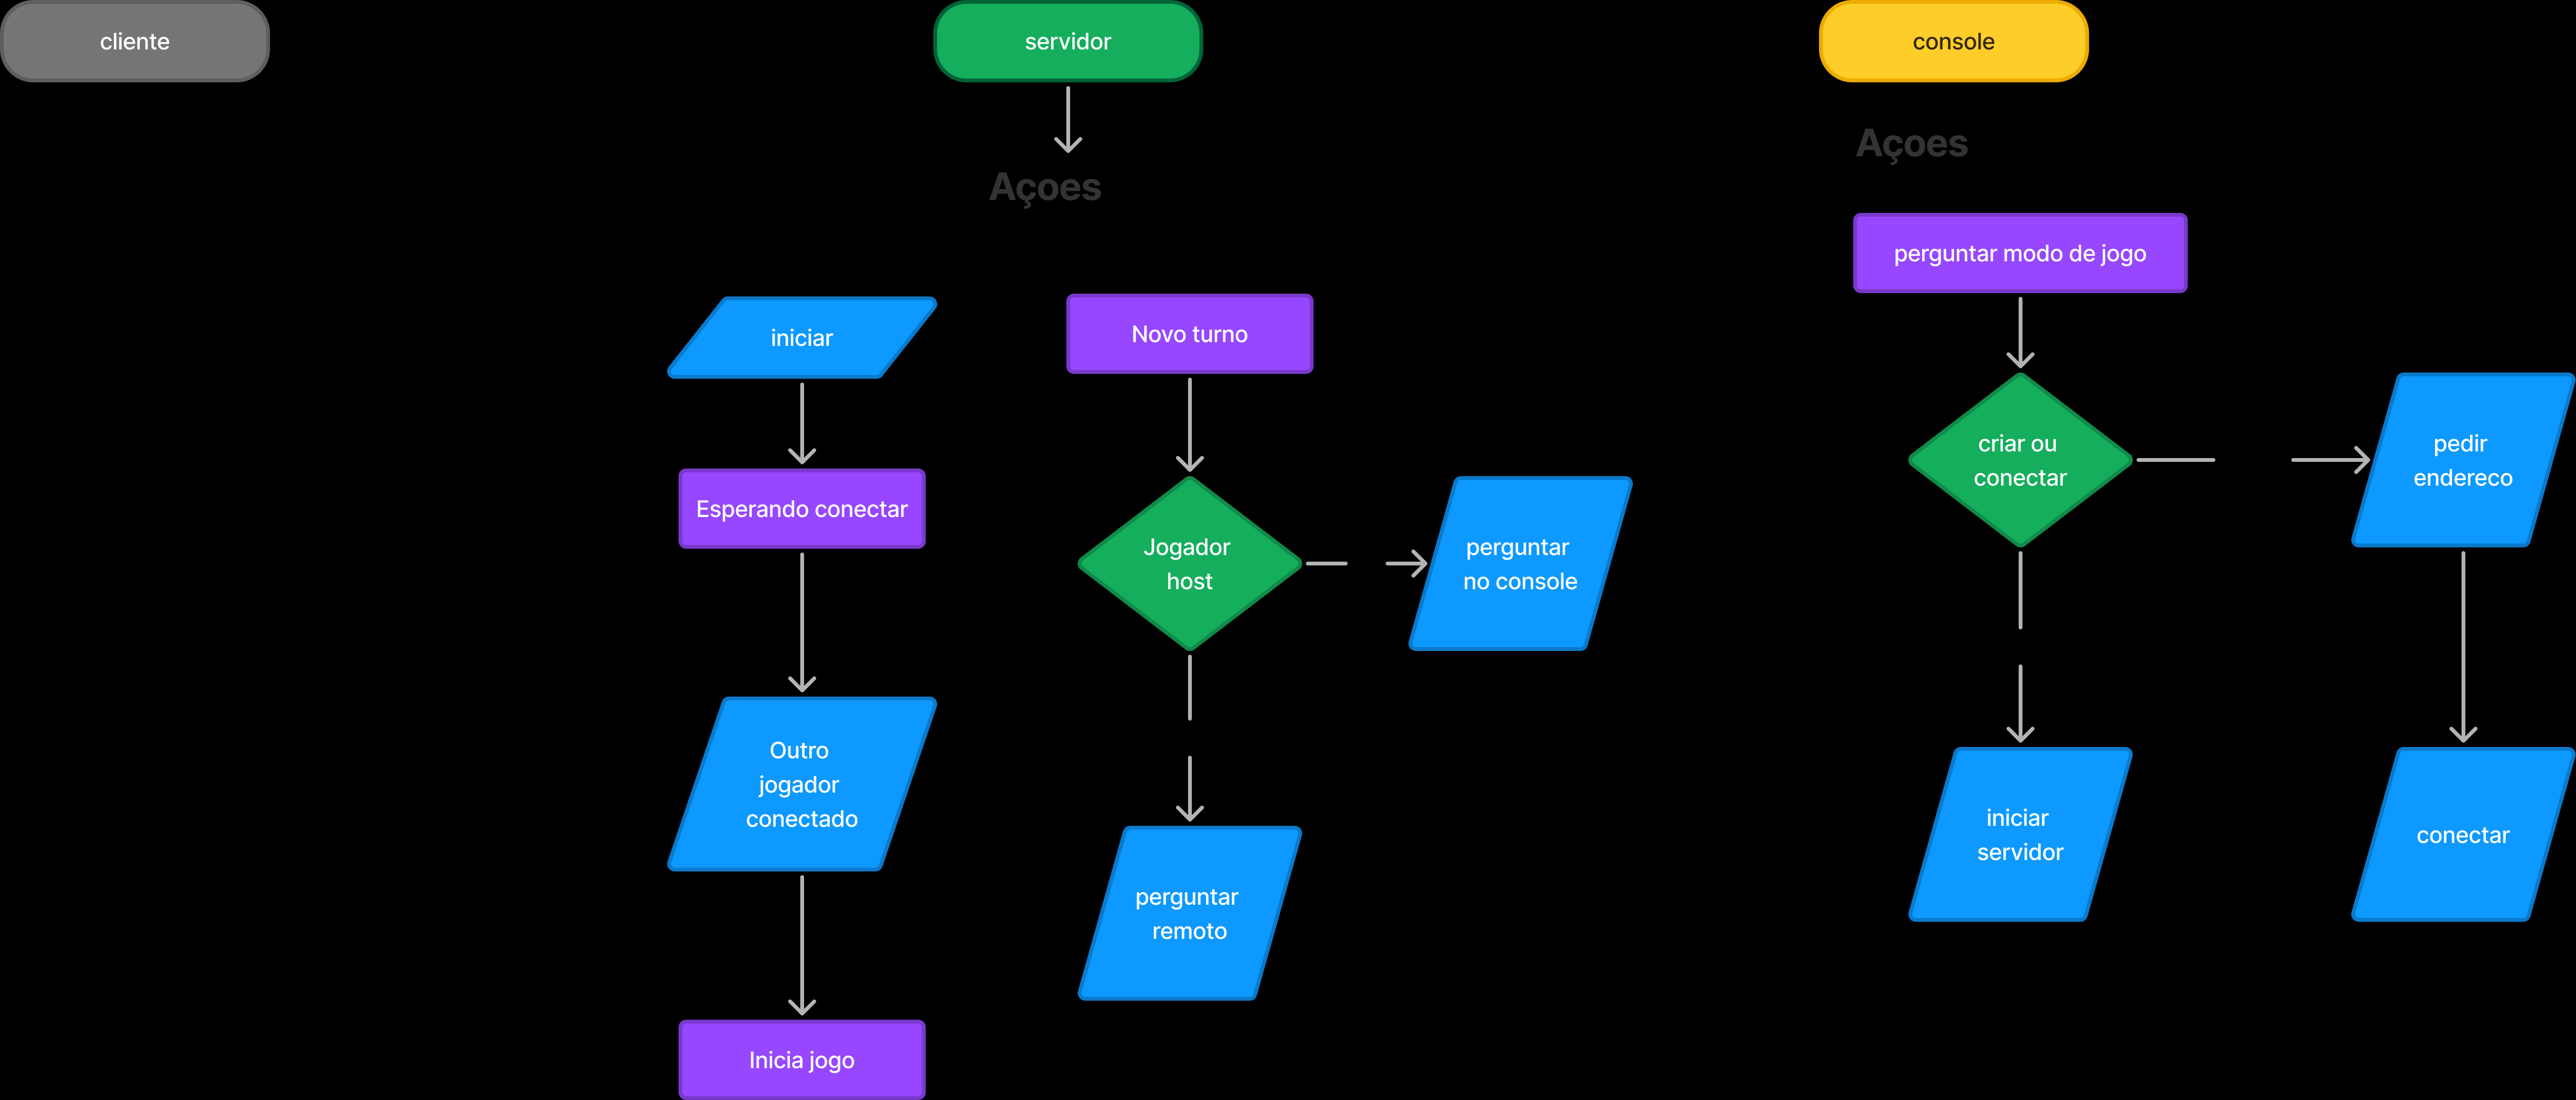 cliente
servidor
console
Açoes
Açoes
iniciar
Esperando conectar
Outro
jogador
conectado
Inicia jogo
Novo turno
Jogador
host
perguntar
no console
perguntar
remoto
perguntar modo de jogo
criar ou
conectar
pedir
endereco
iniciar
servidor
conectar